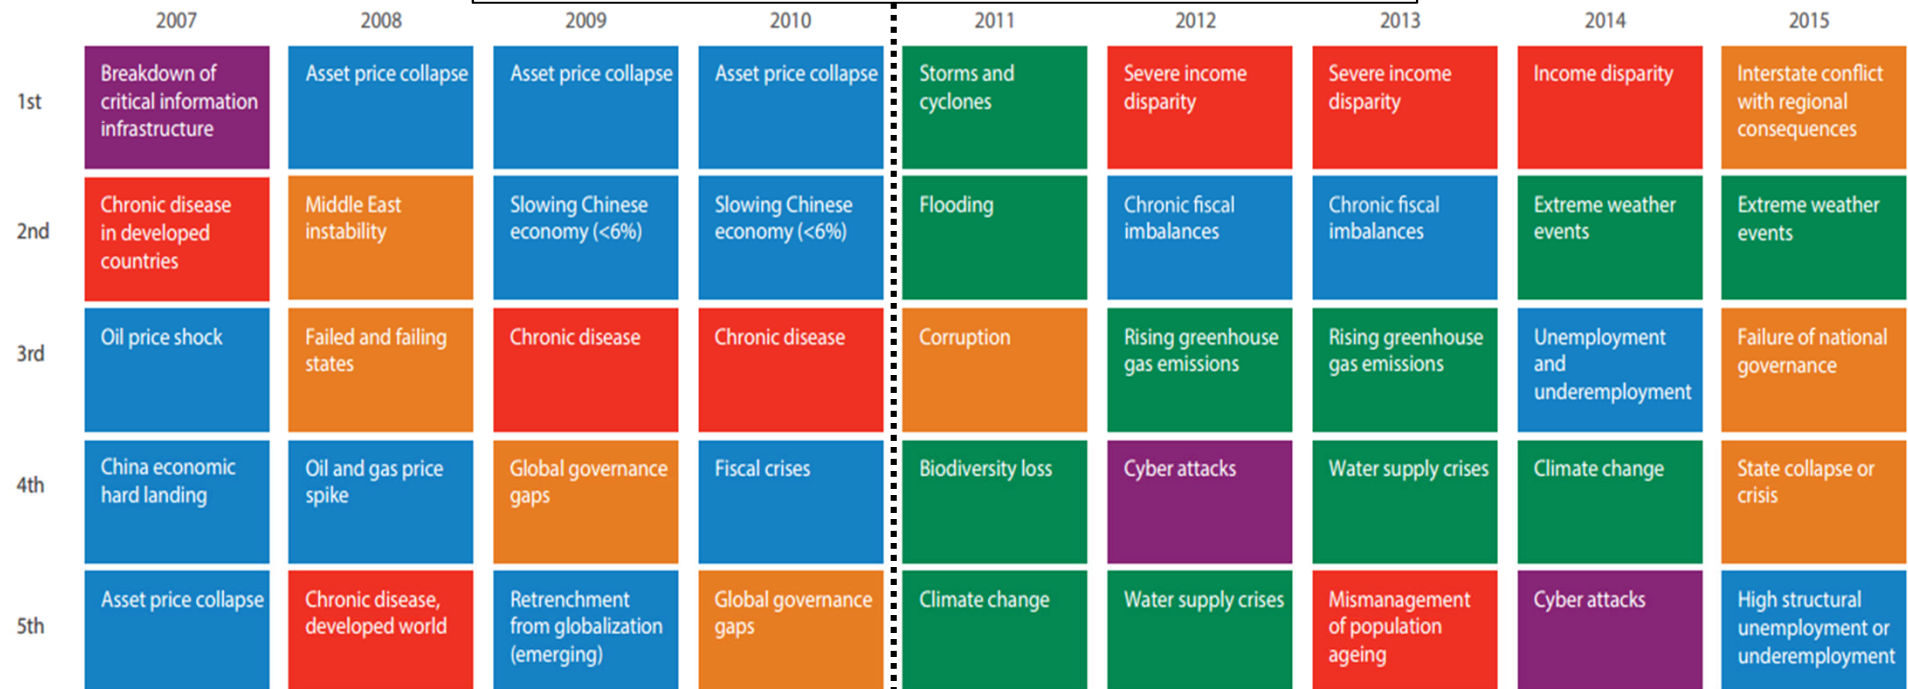 2007 2008 2009 2010 2011 2012 2013 2014 2015
1st
Breakdown of
critical information
infrastructure
Asset price collapse
Asset price collapse
Asset price collapse
Storms and
cyclones
Severe income
disparity
Severe income
disparity
Income disparity
Interstate conflict
with regional
consequences
2nd
Chronic disease
in developed
countries
Middle East
instability
Slowing Chinese
economy (<6%)
Slowing Chinese
economy (<6%)
Flooding
Chronic fiscal
imbalances
Chronic fiscal
imbalances
Extreme weather
events
Extreme weather
events
3rd
Oil price shock
Failed and failing
states
Chronic disease
Chronic disease
Corruption
Rising greenhouse
gas emissions
Rising greenhouse
gas emissions
Unemployment
and
underemployment
Failure of national
governance
4th
China economic
hard landing
Oil and gas price
spike
Global governance
gaps
Fiscal crises
Biodiversity loss
Cyber attacks
Water supply crises
Climate change
State collapse or
crisis
5th
Asset price collapse
Chronic disease,
developed world
Retrenchment
from globalization
(emerging)
Global governance
gaps
Climate change
Water supply crises
Mismanagement
of population
ageing
Cyber attacks
High structural
unemployment or
underemployment